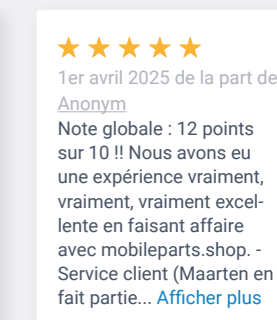 1er avril 2025 de la part de
Anonym
Note globale : 12 points
sur 10 !! Nous avons eu
une expérience vraiment,
vraiment, vraiment excel-
lente en faisant affaire
avec mobileparts.shop. -
Service client (Maarten en
fait partie... Afficher plus